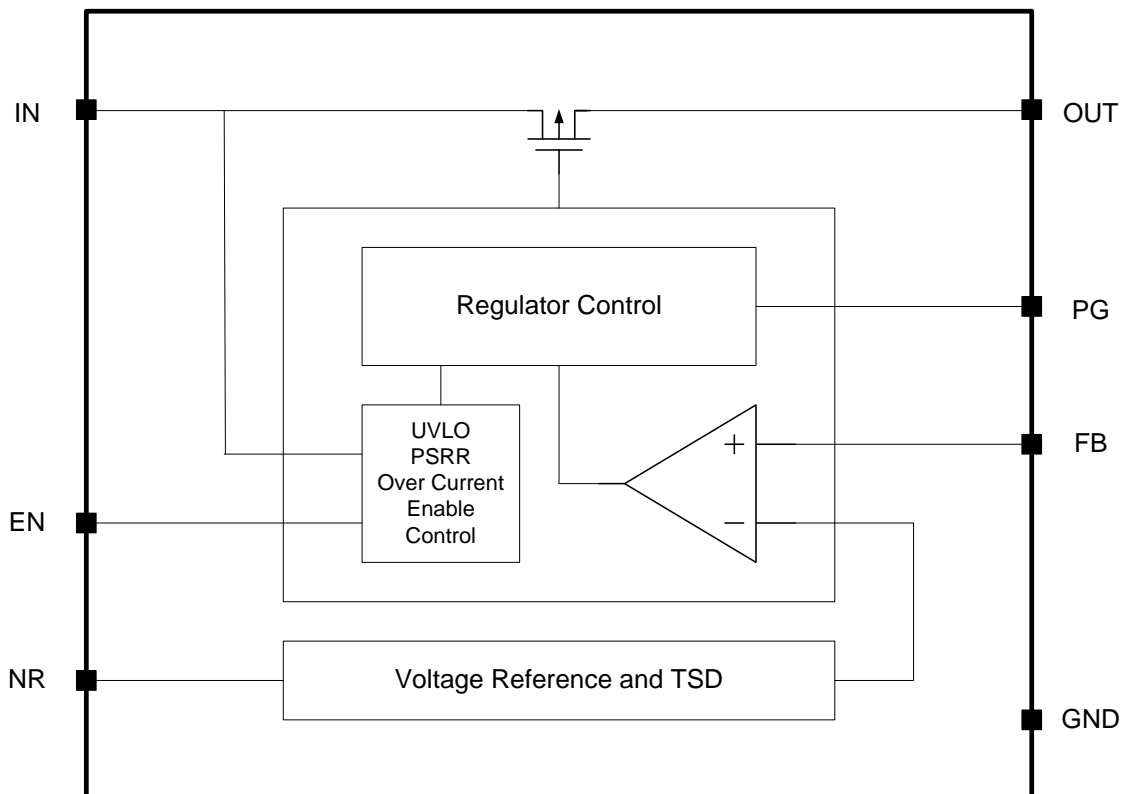 IN
OUT
Regulator Control
PG
UVLO
PSRR
Over Current
Enable
Control
+
−
FB
EN
NR
Voltage Reference and TSD
GND